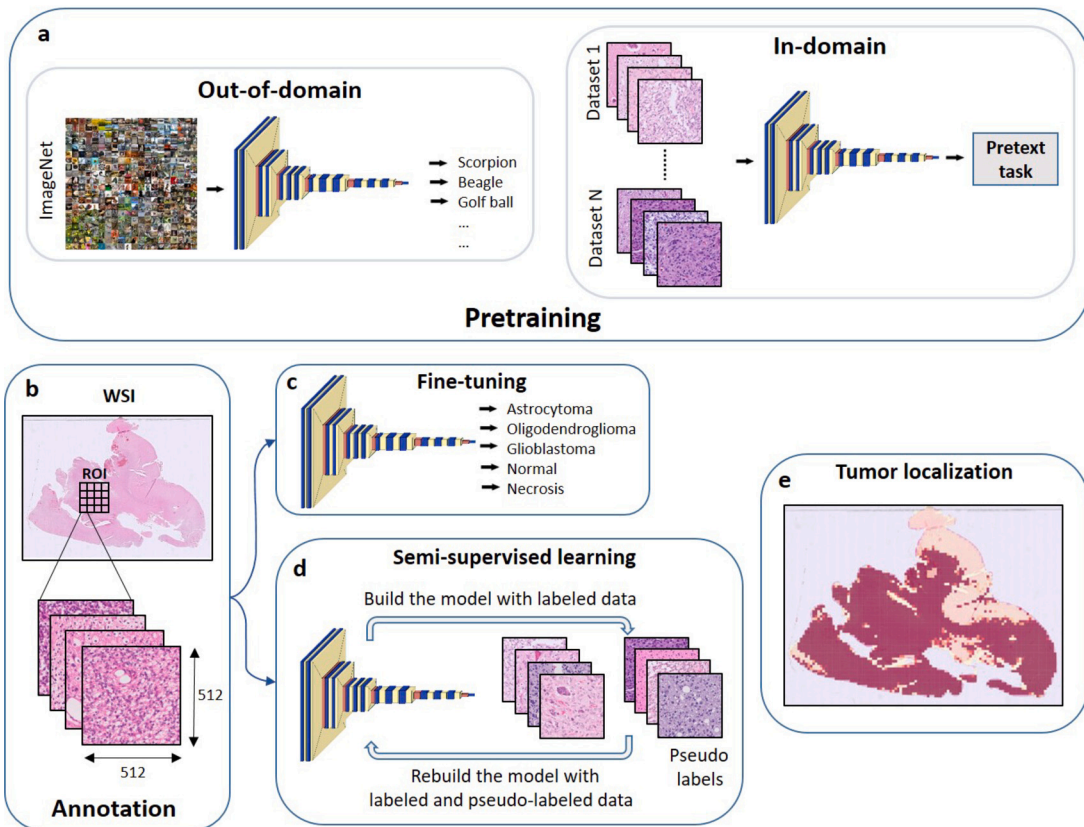 a
Out-of-domain
ImageNet
Scorpion
Beagle
Golf ball
...
...
In-domain
Dataset 1
Dataset N
Pretext
task
Pretraining
b
WSI
ROI
512
512
Annotation
c
Fine-tuning
Astrocytoma
Oligodendroglioma
Glioblastoma
Normal
Necrosis
d
Semi-supervised learning
Build the model with labeled data
Pseudo
labels
Rebuild the model with
labeled and pseudo-labeled data
e
Tumor localization